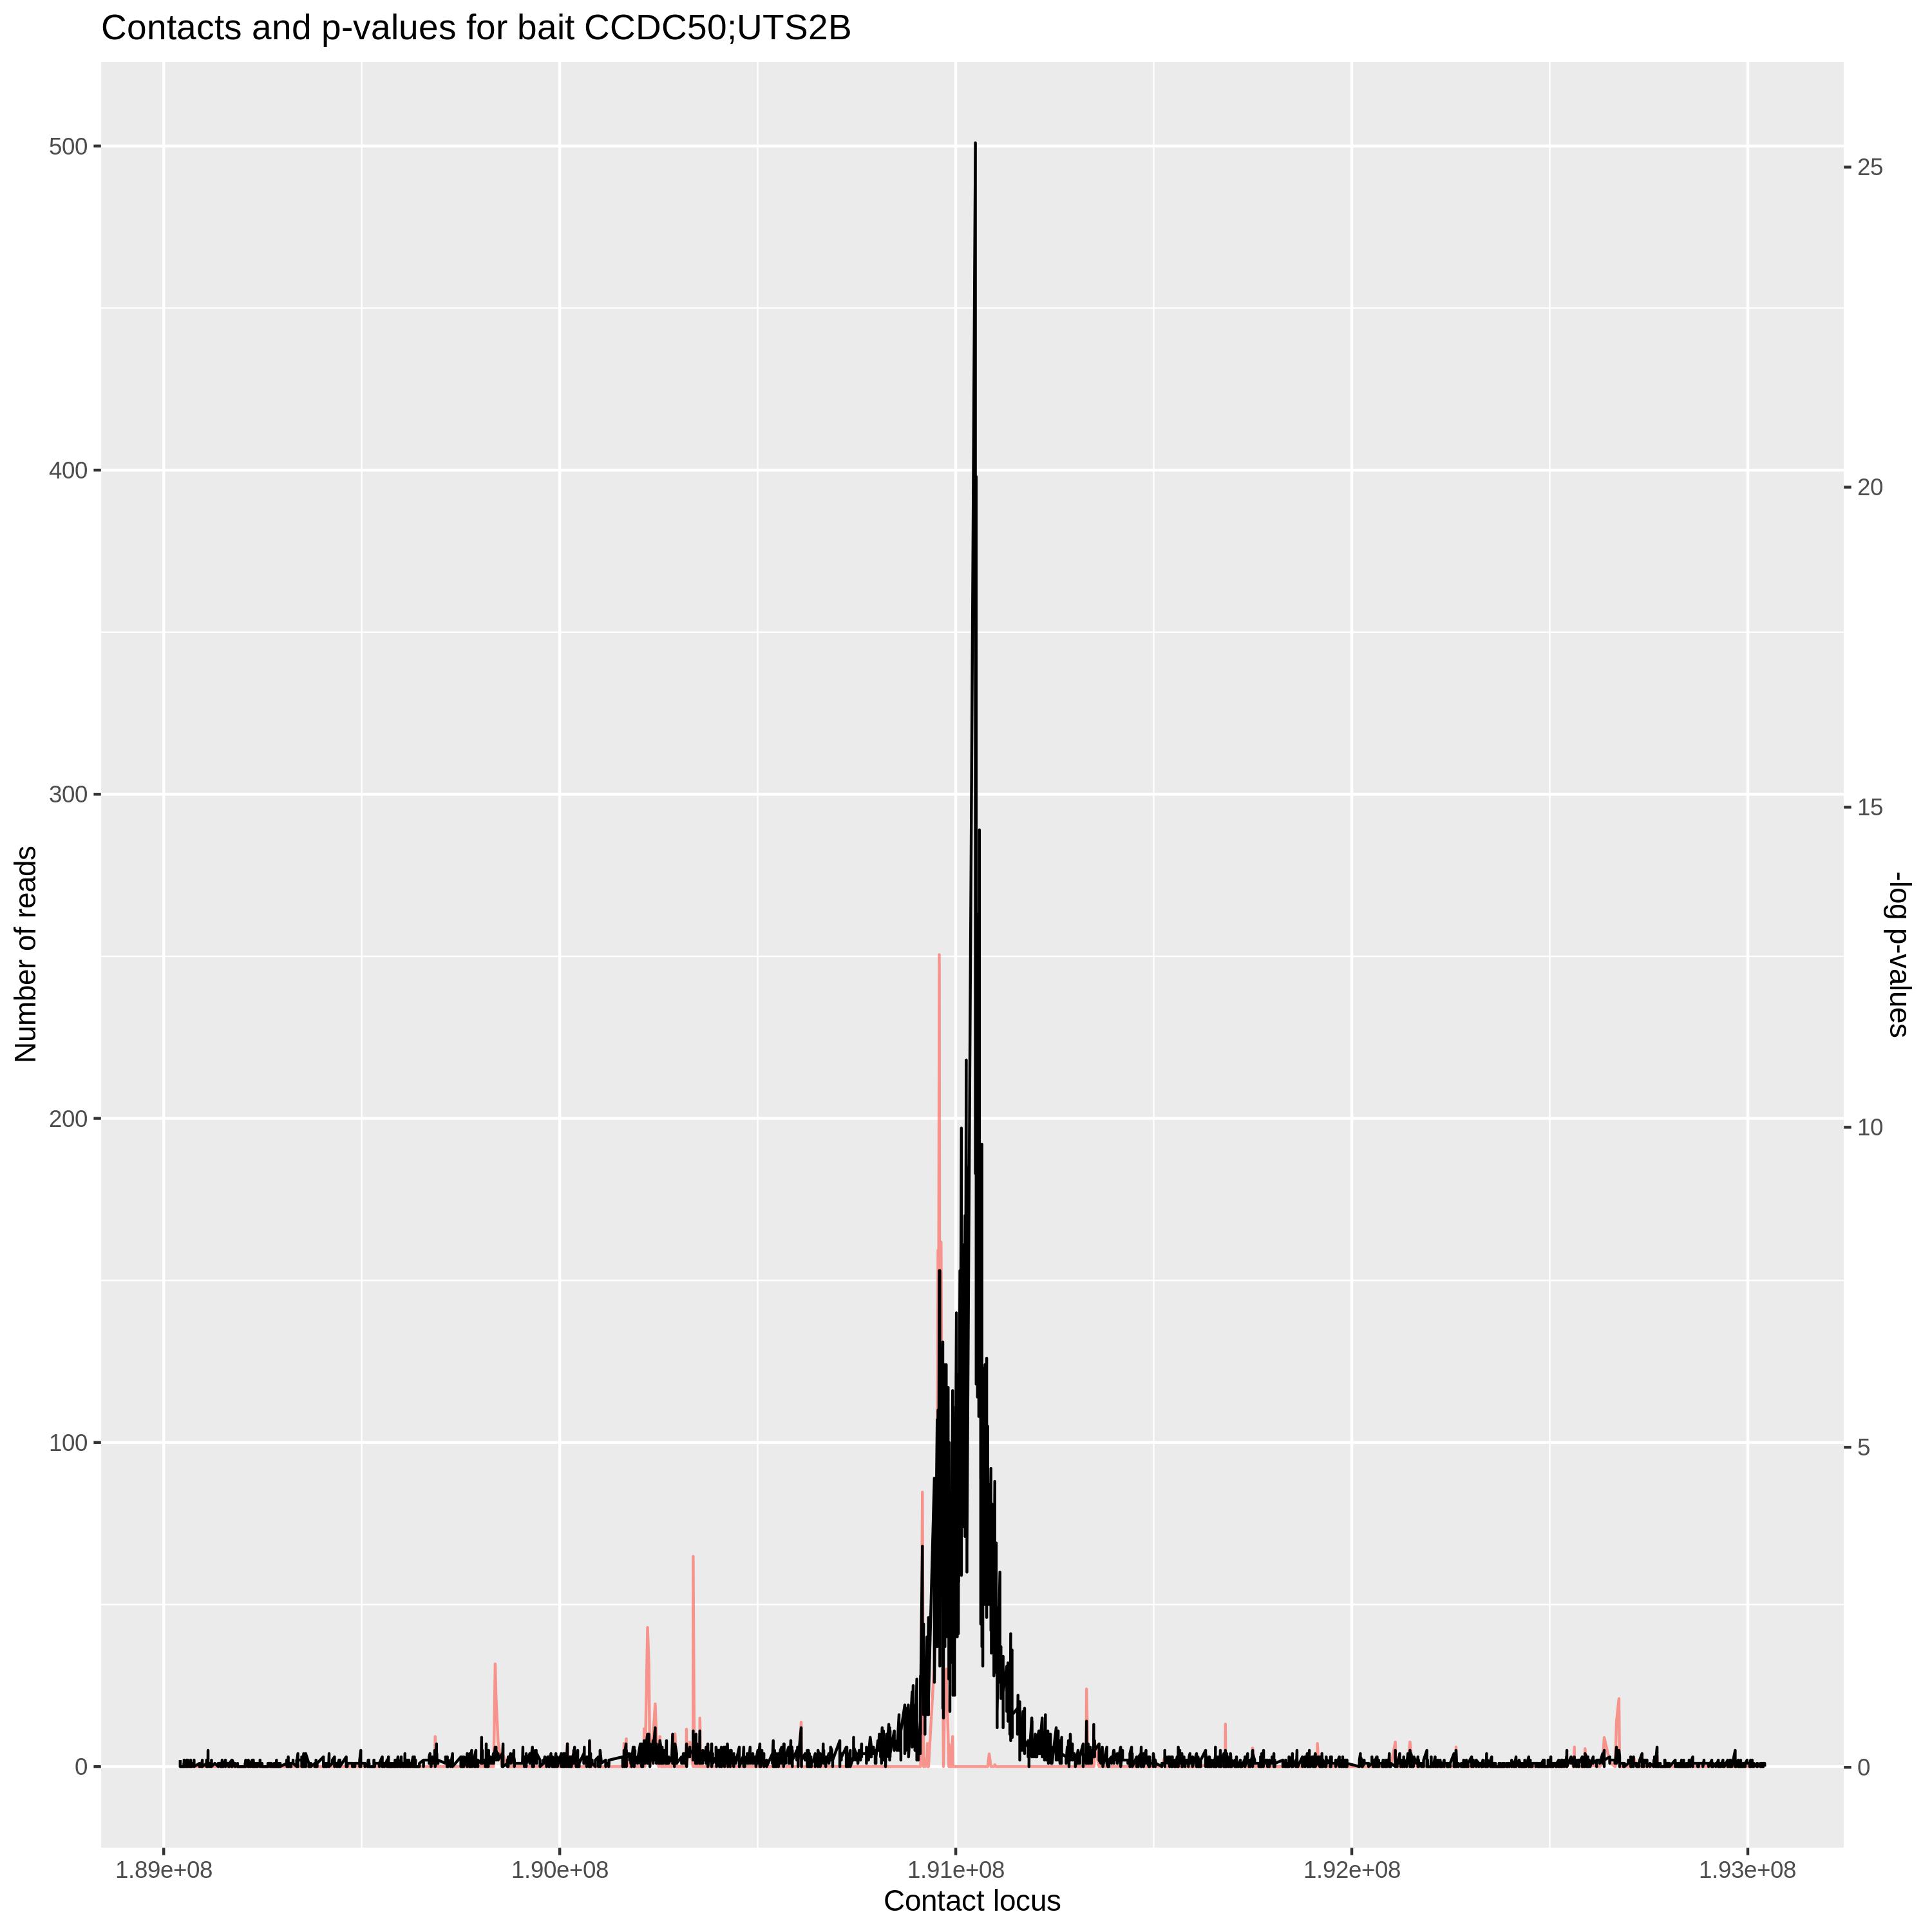 Contacts and p-values for bait CCDC50;UTS2B
500
400
300
200
100
0
Number of reads
25
20
15
10
5
0
-log p-values
1.89e+08 1.90e+08 1.91e+08 1.92e+08 1.93e+08
Contact locus